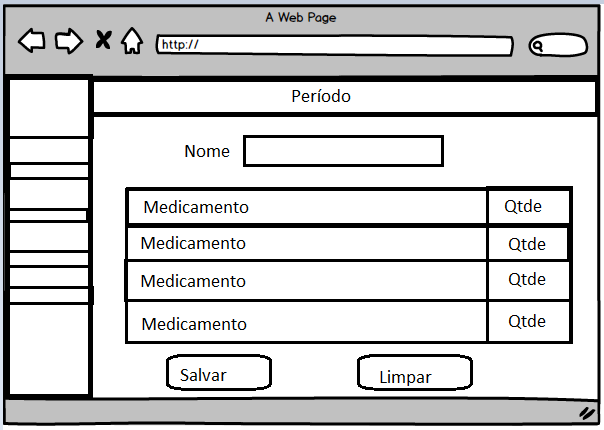 A Web Page
http://
Período
Nome
Medicamento Qtde
Medicamento Qtde
Medicamento Qtde
Medicamento Qtde
Salvar Limpar